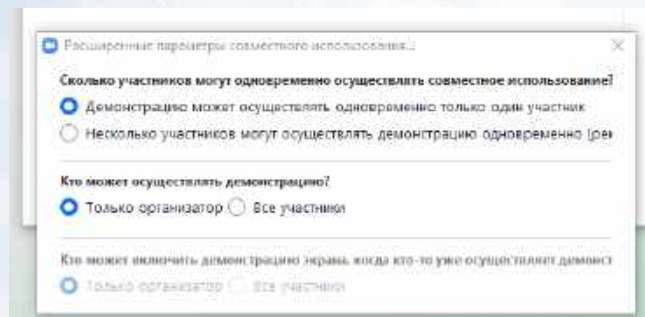 Расширенные параметры совместного использования...
Сколько участников могут одновременно осуществлять совместное использование?
Демонстрацию может осуществлять одновременно только один участник
Несколько участников могут осуществлять демонстрацию одновременно (рек
Кто может осуществлять демонстрацию?
Только организатор Все участники
Кто может включить демонстрацию экрана, когда кто-то уже осуществляет демонст
Только организатор Все участники